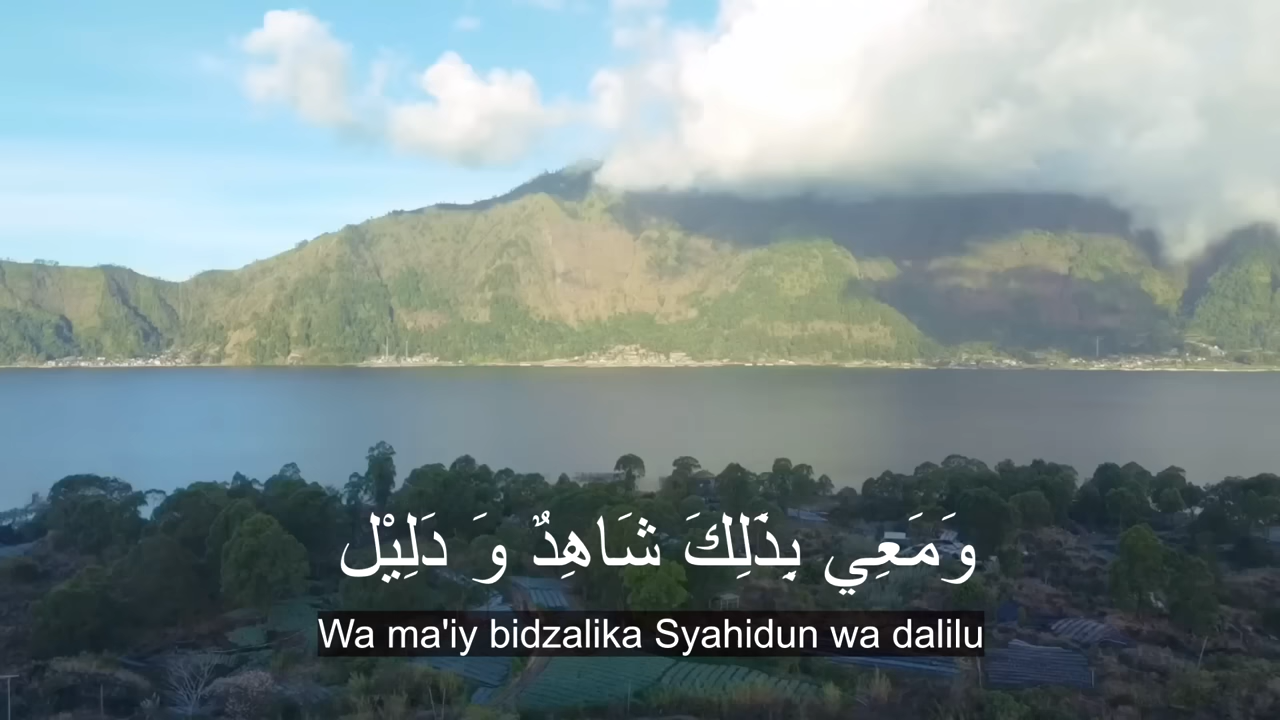 وَمَعِي بِذَلِكَ شَاهِدٌ وَ دَلِيْل
Wa ma'iy bidzalika Syahidun wa dalilu